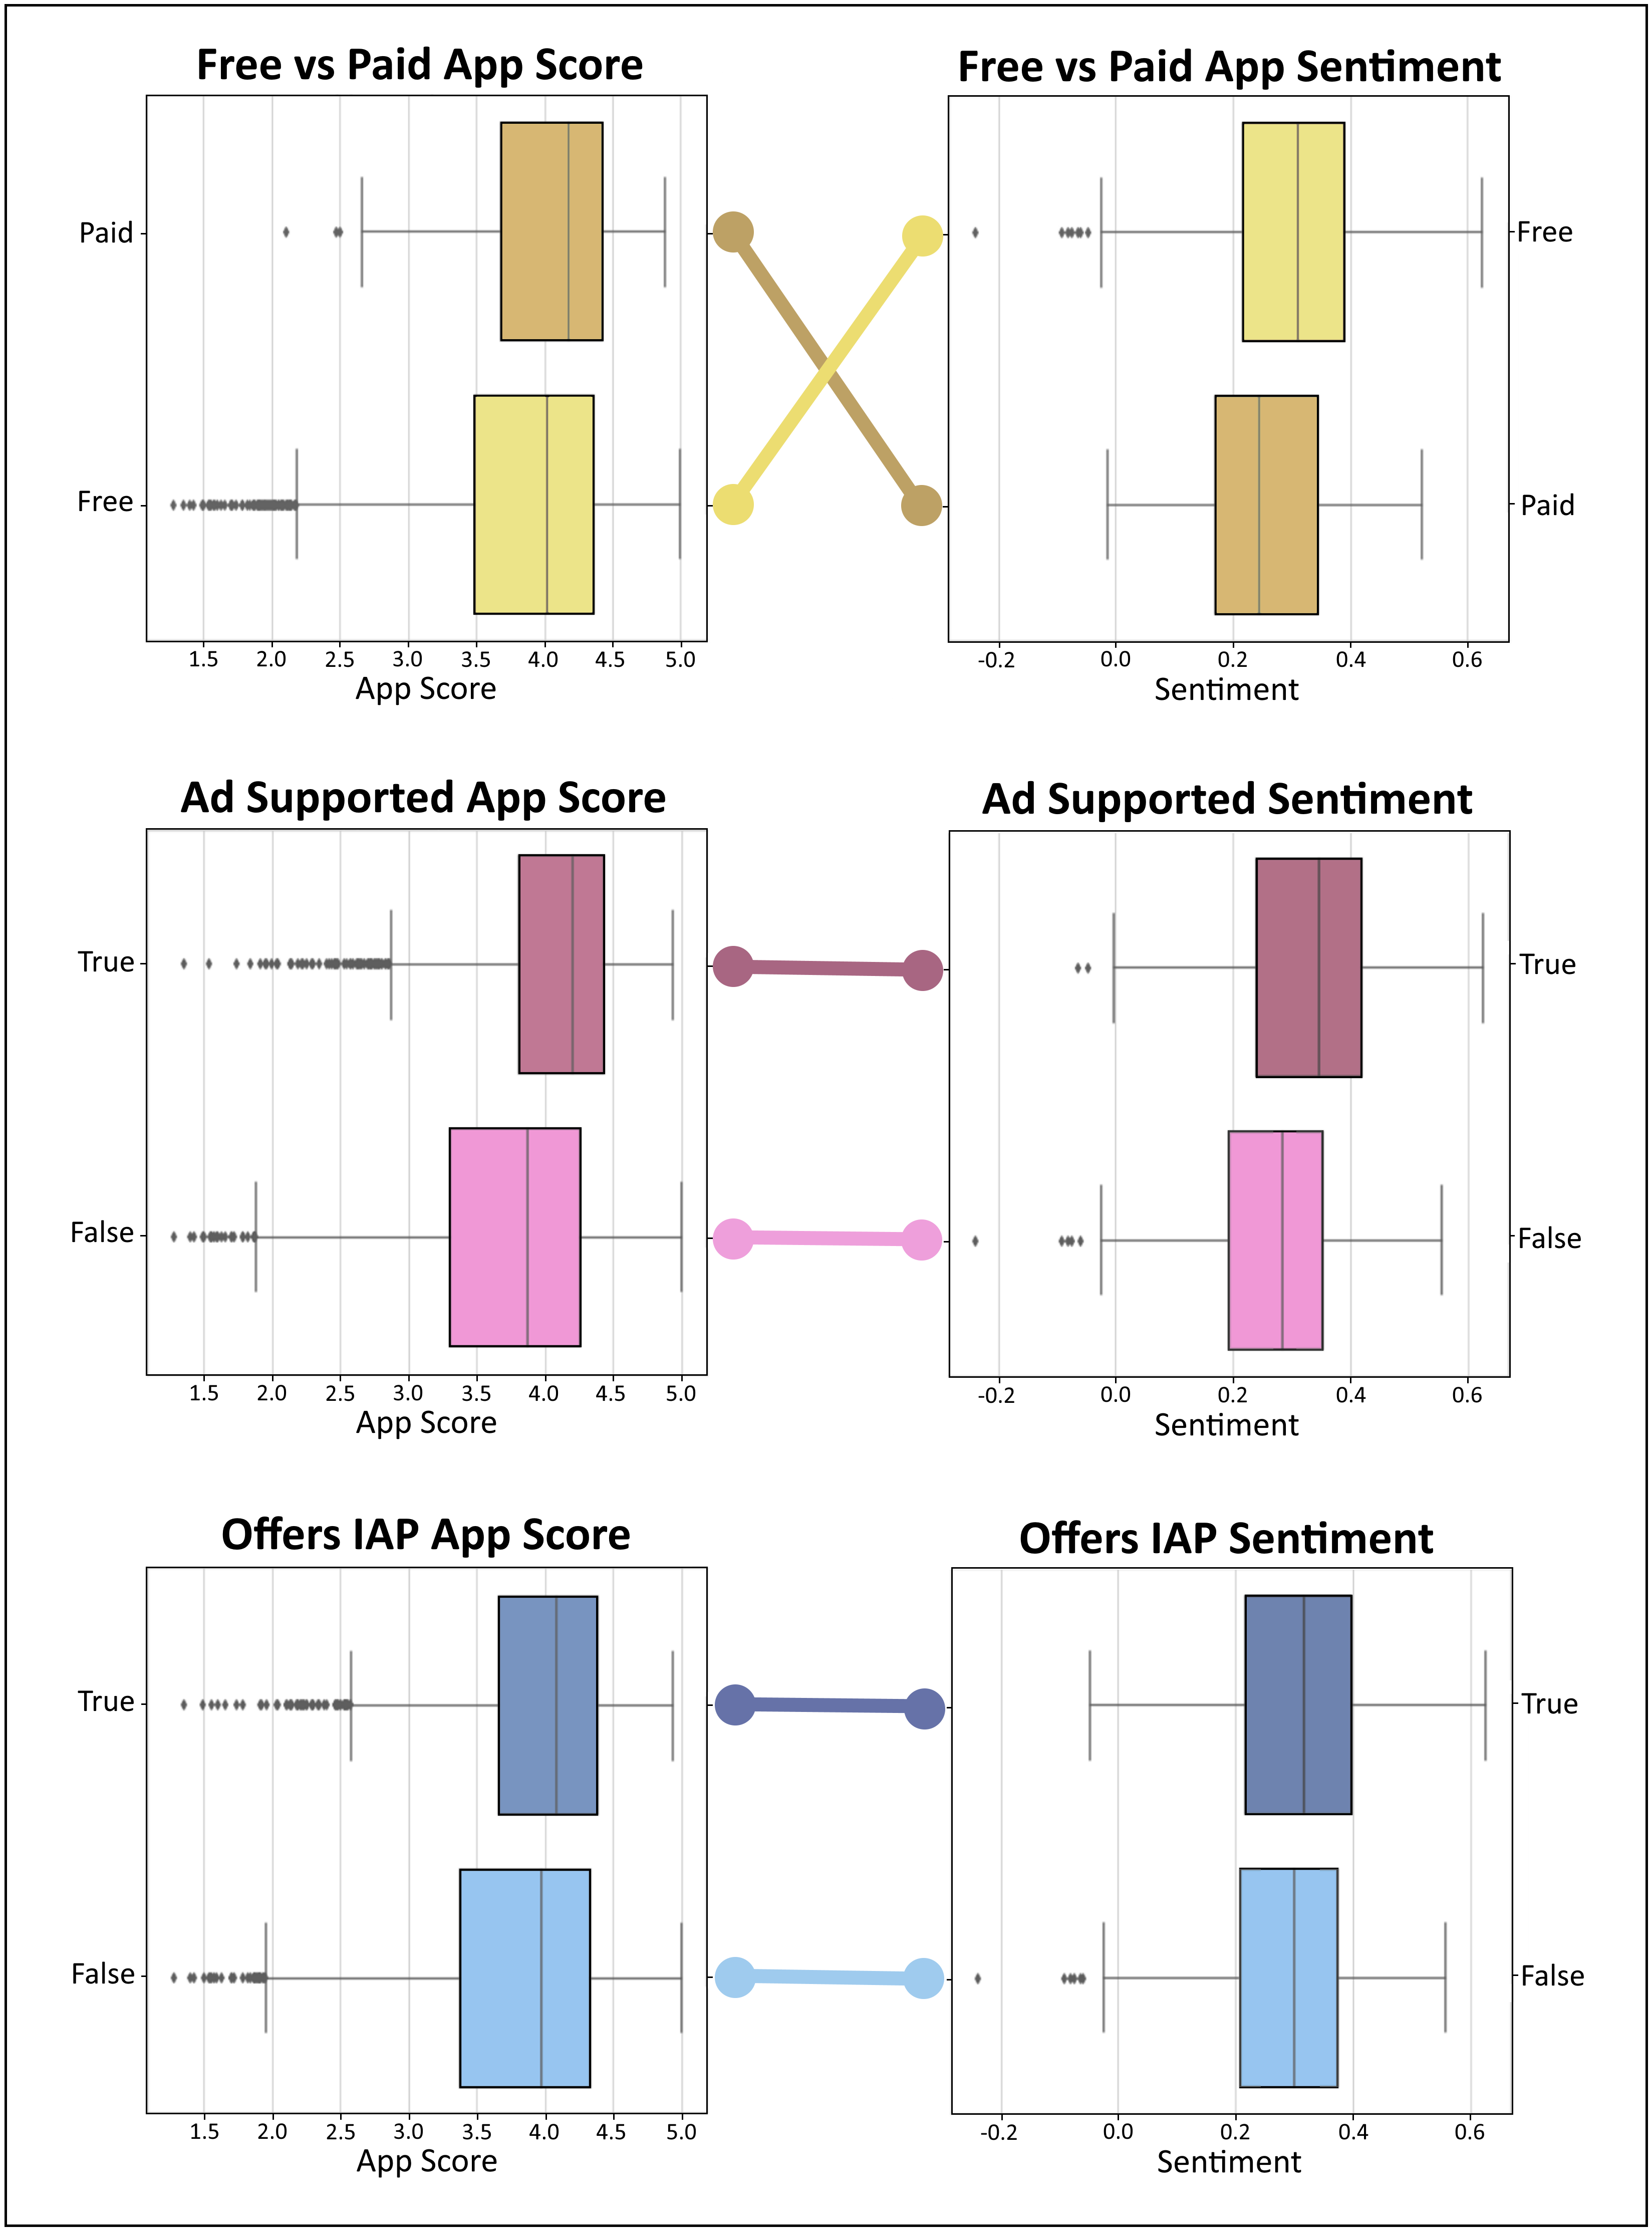 Free vs Paid App Score
Paid
Free
1.5 2.0 2.5 3.0 3.5 4.0 4.5 5.0
App Score
Free vs Paid App Sentiment
Free
Paid
-0.2 0.0 0.2 0.4 0.6
Sentiment
Ad Supported App Score
True
False
1.5 2.0 2.5 3.0 3.5 4.0 4.5 5.0
App Score
Ad Supported Sentiment
True
False
-0.2 0.0 0.2 0.4 0.6
Sentiment
Offers IAP App Score
True
False
1.5 2.0 2.5 3.0 3.5 4.0 4.5 5.0
App Score
Offers IAP Sentiment
True
False
-0.2 0.0 0.2 0.4 0.6
Sentiment